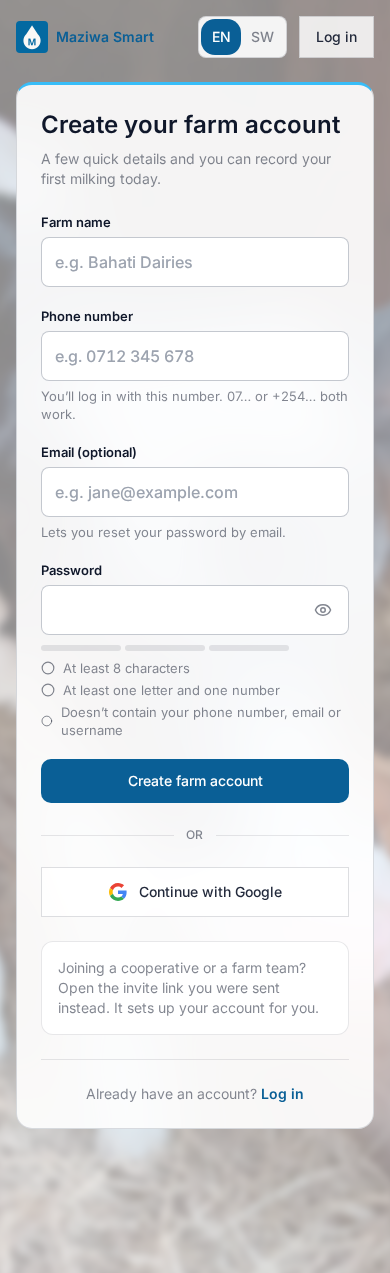 M
Maziwa Smart
EN
SW
Log in
Create your farm account
A few quick details and you can record your
first milking today.
Farm name
e.g. Bahati Dairies
Phone number
e.g. 0712 345 678
You’ll log in with this number. 07… or +254… both
work.
Email (optional)
e.g. jane@example.com
Lets you reset your password by email.
Password
At least 8 characters
At least one letter and one number
Doesn’t contain your phone number, email or
username
Create farm account
OR
Continue with Google
Joining a cooperative or a farm team?
Open the invite link you were sent
instead. It sets up your account for you.
Already have an account? Log in